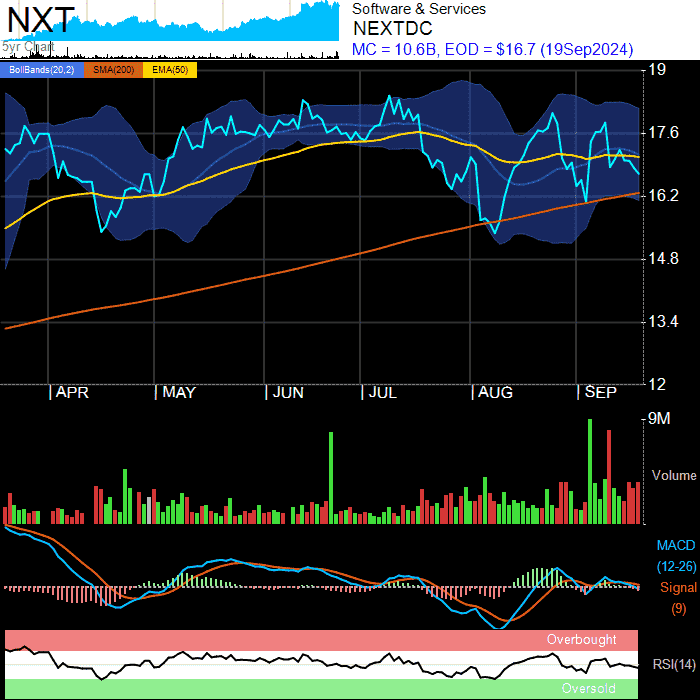 NXT
5yr Chart
Software & Services
NEXTDC
MC = 10.6B, EOD = $16.7 (19Sep2024)
BollBands(20,2) SMA(200) EMA(50)
19
17.6
16.2
14.8
13.4
12
APR MAY JUN JUL AUG SEP
9M
Volume
MACD
(12-26)
Signal
(9)
Overbought
RSI(14)
Oversold